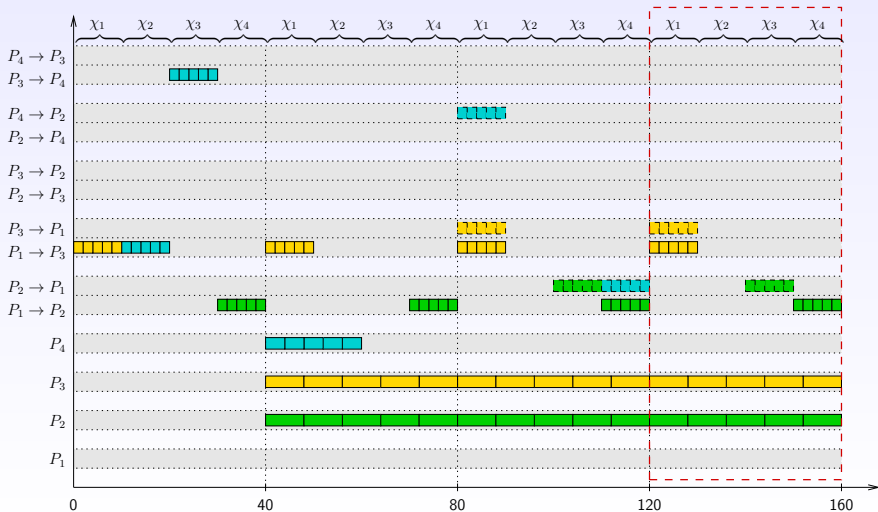 χ1 χ2 χ3 χ4 χ1 χ2 χ3 χ4 χ1 χ2 χ3 χ4 χ1 χ2 χ3 χ4
P4 → P3
P3 → P4
P4 → P2
P2 → P4
P3 → P2
P2 → P3
P3 → P1
P1 → P3
P2 → P1
P1 → P2
P4
P3
P2
P1
0 40 80 120 160